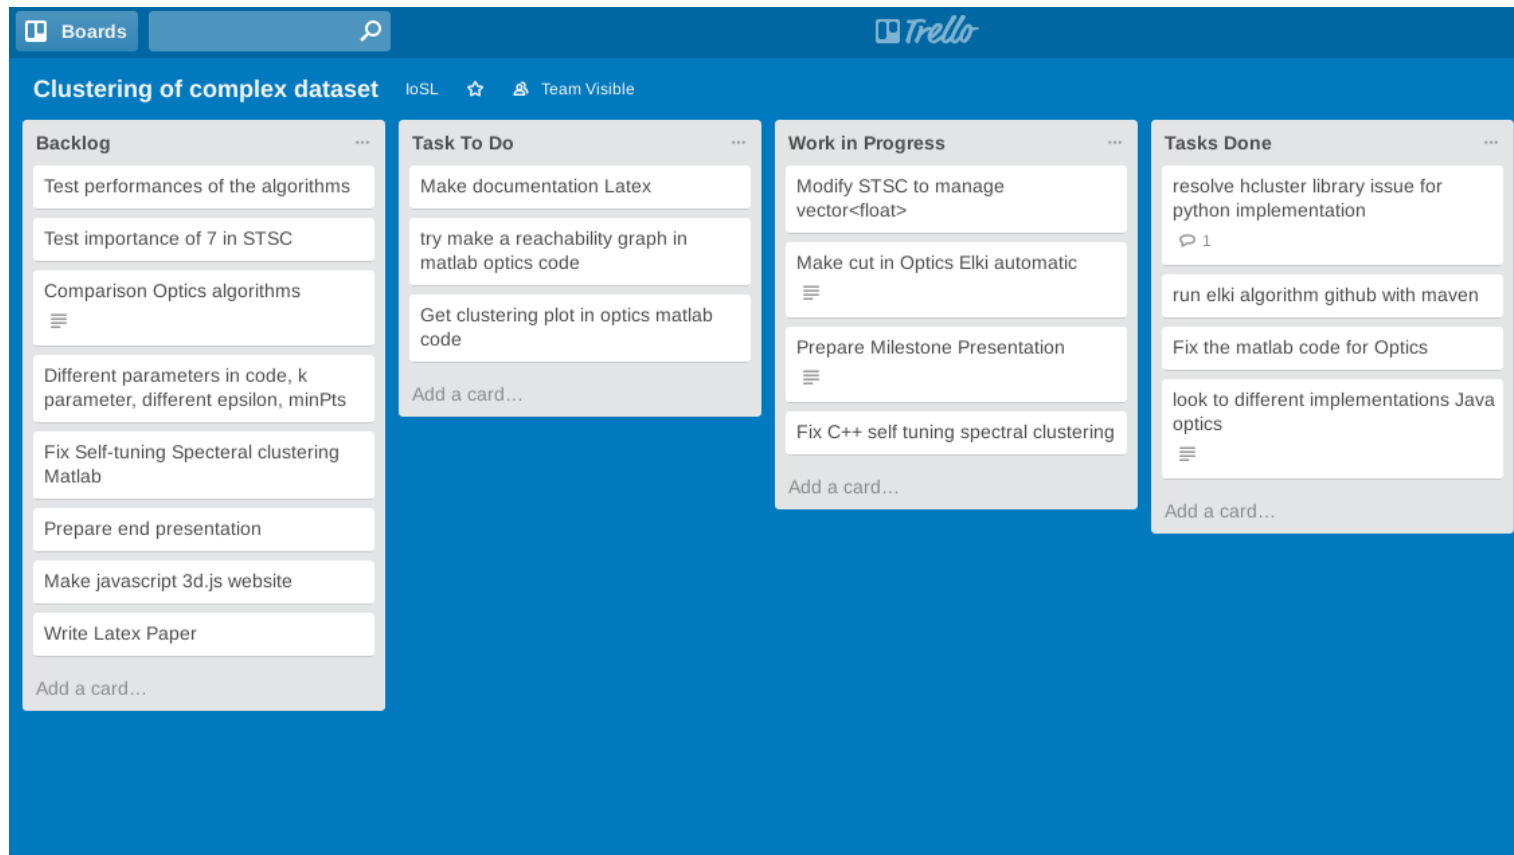 Boards
Trello
Clustering of complex dataset IoSL Team Visible
Backlog
Test performances of the algorithms
Test importance of 7 in STSC
Comparison Optics algorithms
Different parameters in code, k
parameter, different epsilon, minPts
Fix Self-tuning Specteral clustering
Matlab
Prepare end presentation
Make javascript 3d.js website
Write Latex Paper
Add a card…
Task To Do
Make documentation Latex
try make a reachability graph in
matlab optics code
Get clustering plot in optics matlab
code
Add a card…
Work in Progress
Modify STSC to manage
vector<float>
Make cut in Optics Elki automatic
Prepare Milestone Presentation
Fix C++ self tuning spectral clustering
Add a card…
Tasks Done
resolve hcluster library issue for
python implementation
1
run elki algorithm github with maven
Fix the matlab code for Optics
look to different implementations Java
optics
Add a card…